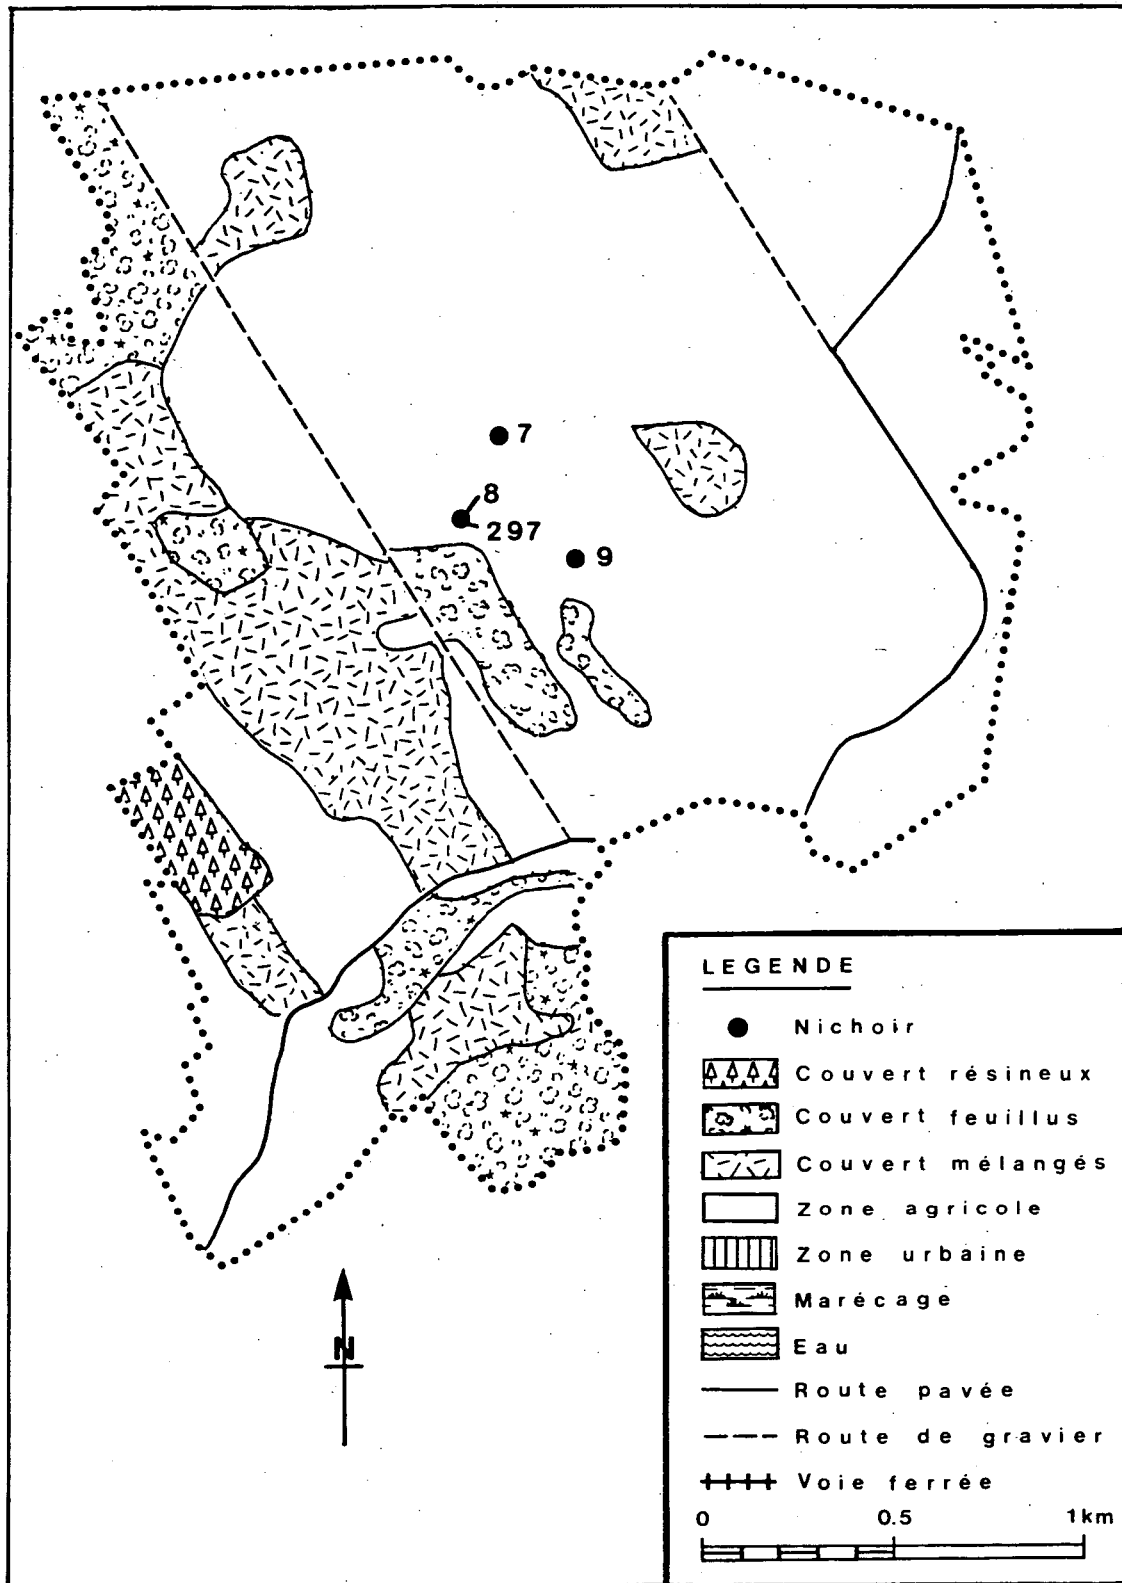 7
8
297
9
N
LEGENDE
Nichoir
Couvert résineux
Couvert feuillus
Couvert mélangés
Zone agricole
Zone urbaine
Marécage
Eau
Route pavée
Route de gravier
Voie ferrée
0 0.5 1km